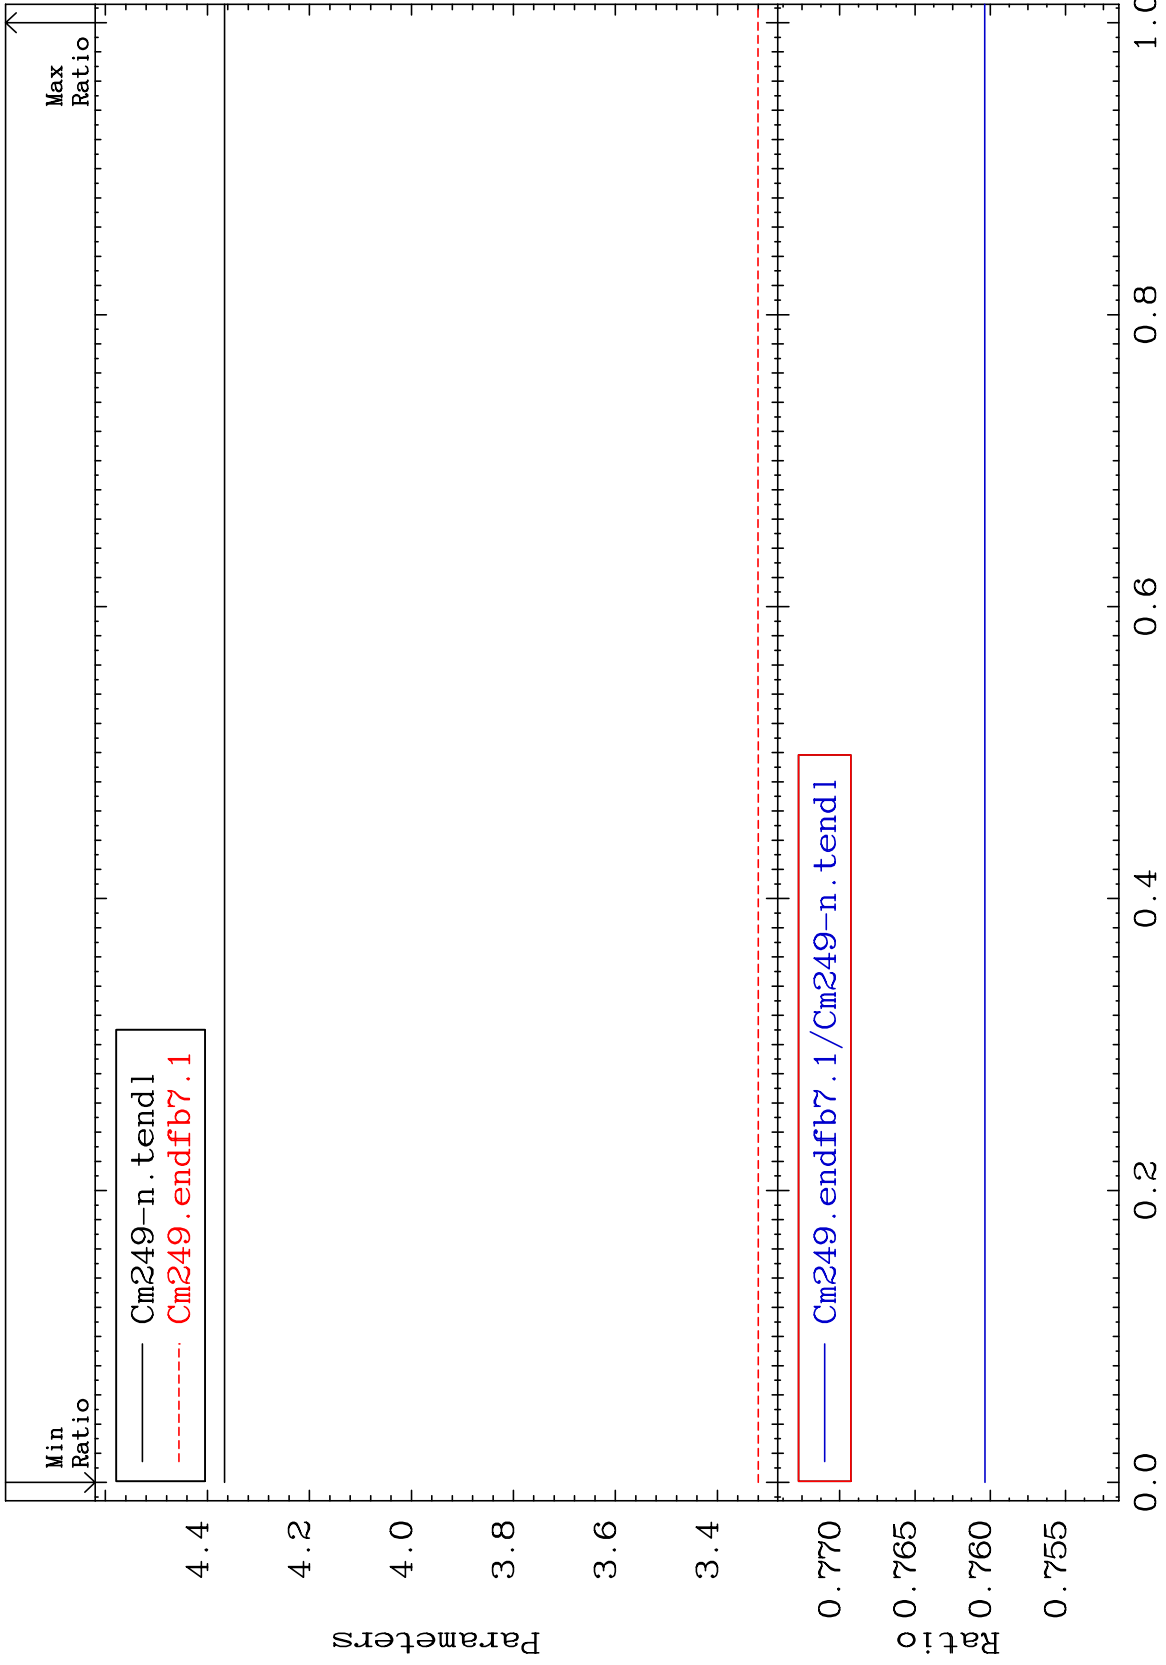 Min
Ratio
Max
Ratio
Cm249-n.tendl
Cm249.endfb7.1
4.4
4.2
4.0
3.8
3.6
3.4
Parameters
Cm249.endfb7.1/Cm249-n.tendl
0.770
0.765
0.760
0.755
Ratio
0.0
0.2
0.4
0.6
0.8
1.0